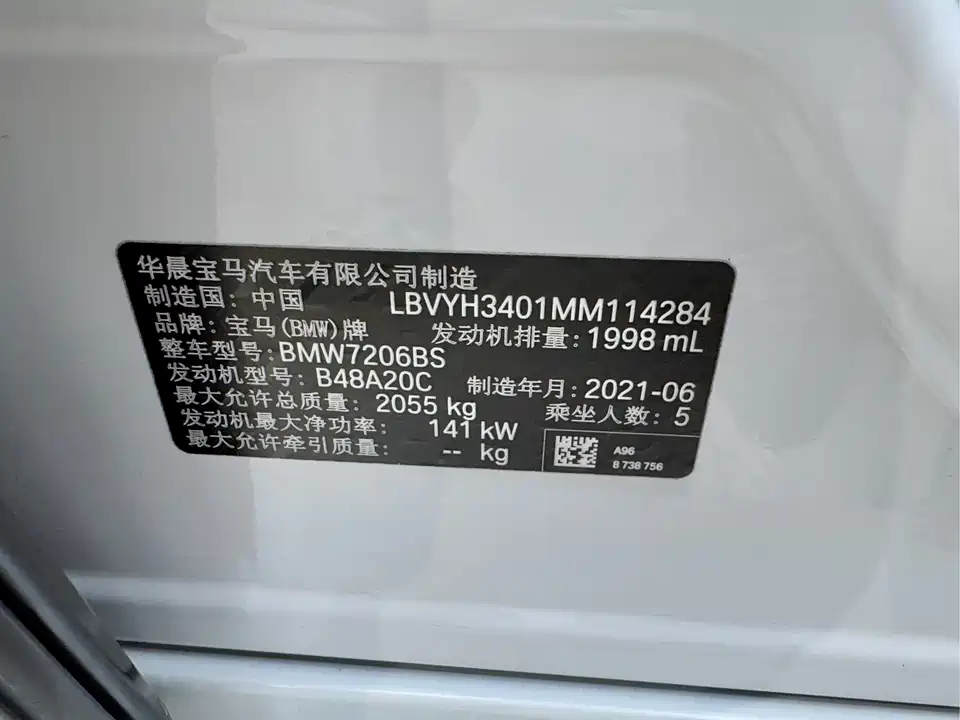 华晨宝马汽车有限公司制造
制造国: 中国 LBVYH3401MM114284
品牌: 宝马(BMW)牌 发动机排量: 1998 mL
整车型号: BMW7206BS
发动机型号: B48A20C 制造年月: 2021-06
最大允许总质量: 2055 kg 乘坐人数: 5
发动机最大净功率: 141 kW
最大允许牵引质量: -- kg
A96
8 738 756